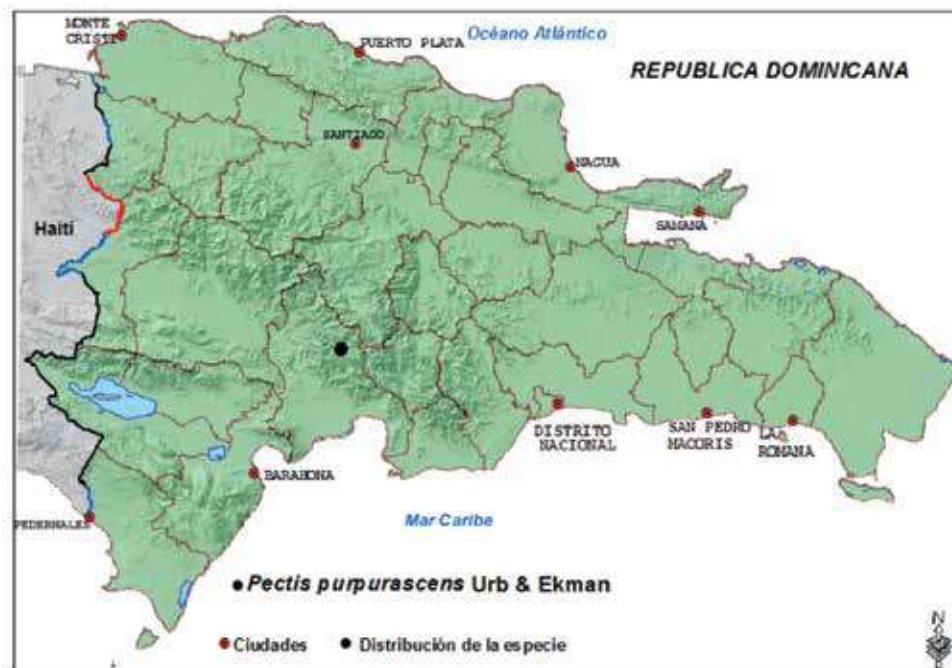 MONTE
CRISTI
PUERTO PLATA
Océano Atlántico
REPUBLICA DOMINICANA
SANTIAGO
NAGUA
SAMANA
Haití
DISTRITO
NACIONAL
SAN PEDRO
MACORIS
LA
ROMANA
BARAHONA
PEDERNALES
Mar Caribe
Pectis purpurascens Urb & Ekman
Ciudades
Distribución de la especie
N